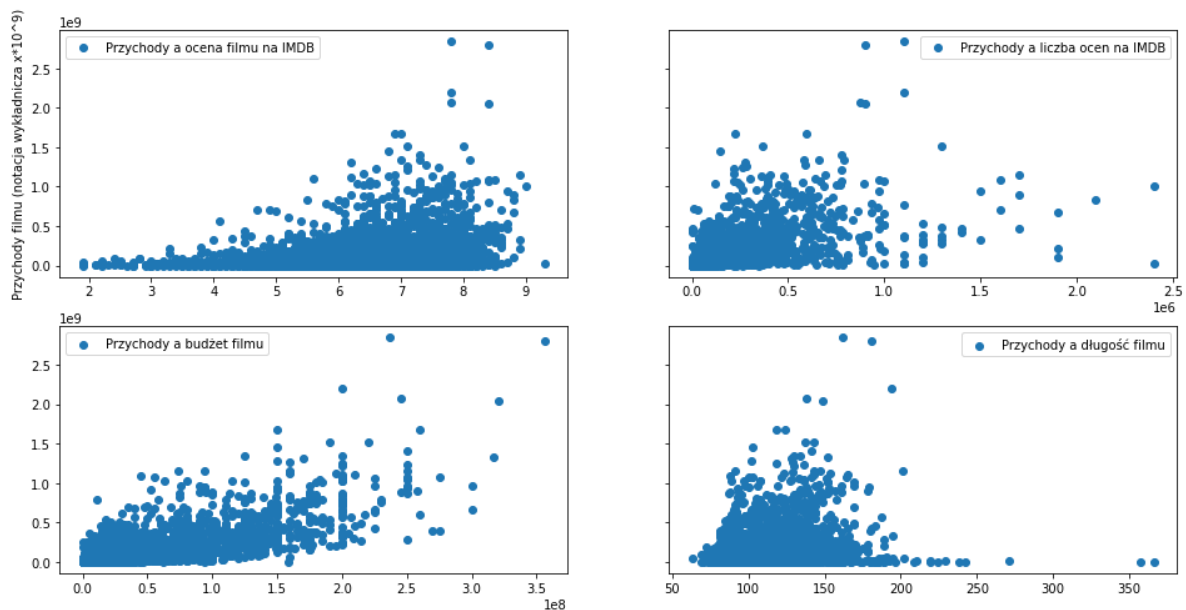 1e9
Przychody filmu (notacja wykładnicza x*10^9)
Przychody a ocena filmu na IMDB
2.5
2.0
1.5
1.0
0.5
0.0
2 3 4 5 6 7 8 9
Przychody a liczba ocen na IMDB
0.0 0.5 1.0 1.5 2.0 2.5
1e6
1e9
Przychody a budżet filmu
2.5
2.0
1.5
1.0
0.5
0.0
0.0 0.5 1.0 1.5 2.0 2.5 3.0 3.5
1e8
Przychody a długość filmu
50 100 150 200 250 300 350